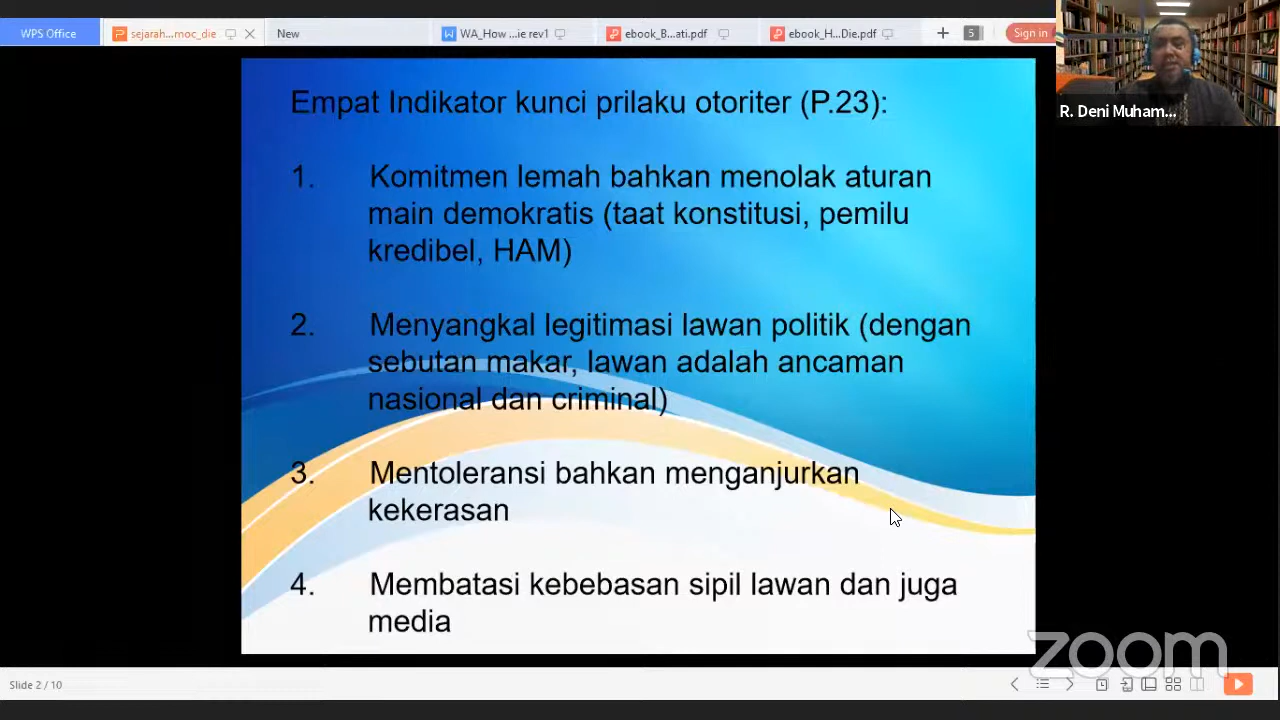 WPS Office
sejarah...moc_die
New
WA_How ...ie rev1
ebook_B...ati.pdf
ebook_H...Die.pdf
5
Sign in
R. Deni Muham...
Empat Indikator kunci prilaku otoriter (P.23):
1. Komitmen lemah bahkan menolak aturan
main demokratis (taat konstitusi, pemilu
kredibel, HAM)
2. Menyangkal legitimasi lawan politik (dengan
sebutan makar, lawan adalah ancaman
nasional dan criminal)
3. Mentoleransi bahkan menganjurkan
kekerasan
4. Membatasi kebebasan sipil lawan dan juga
media
zoom
Slide 2 / 10